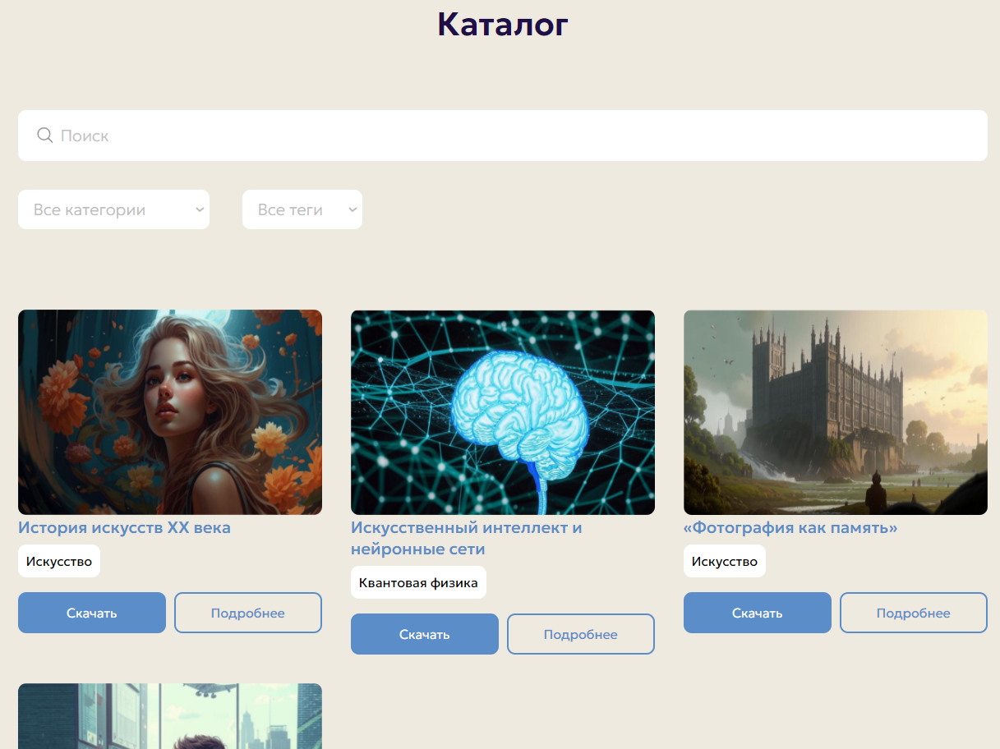 Каталог
Поиск
Все категории
Все теги
История искусств XX века
Искусство
Скачать
Подробнее
Искусственный интеллект и
нейронные сети
Квантовая физика
Скачать
Подробнее
«Фотография как память»
Искусство
Скачать
Подробнее